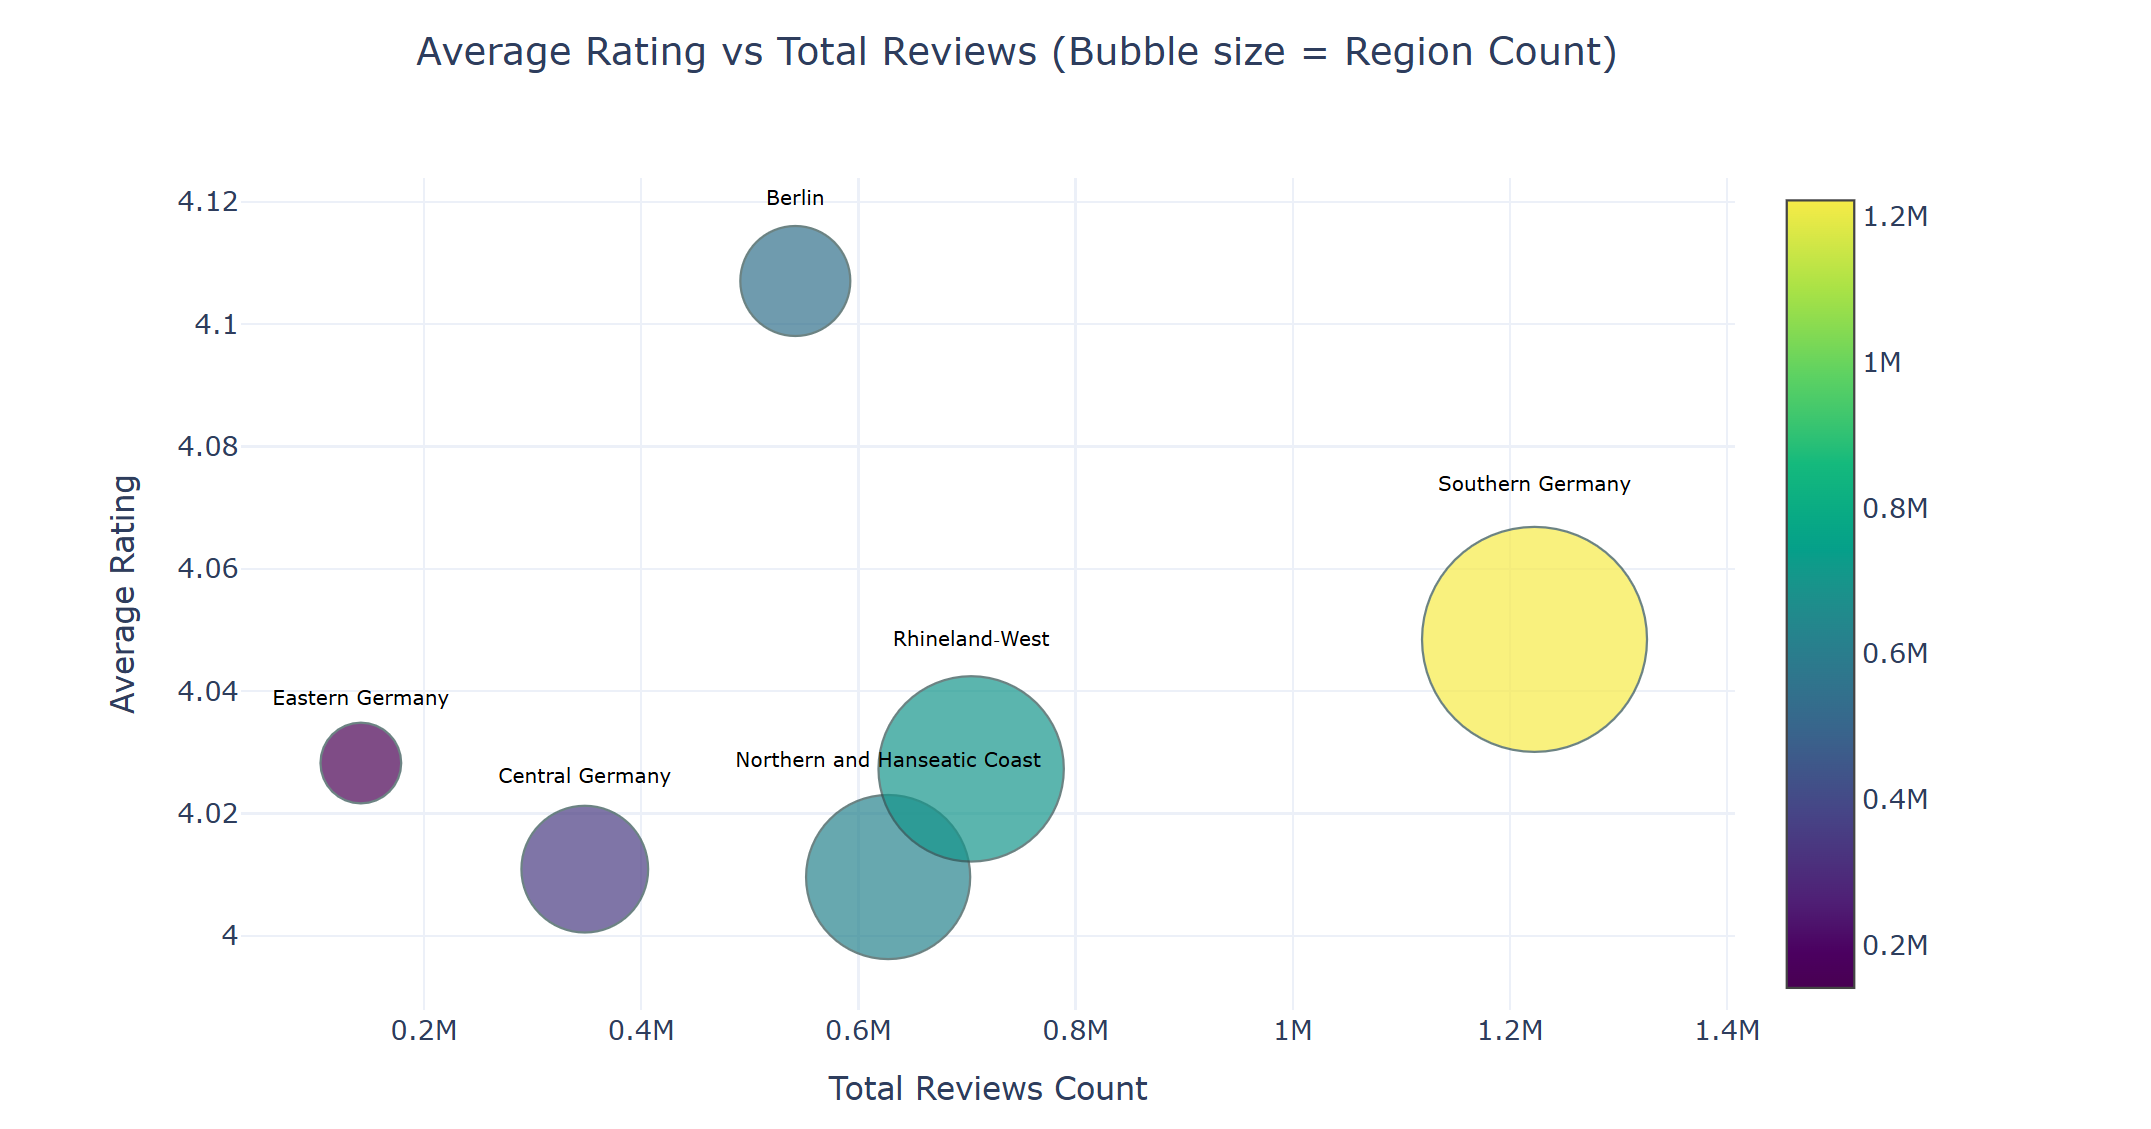 Average Rating vs Total Reviews (Bubble size = Region Count)
Average Rating
4.12
4.1
4.08
4.06
4.04
4.02
4
Berlin
Southern Germany
Rhineland-West
Eastern Germany
Northern and Hanseatic Coast
Central Germany
0.2M
0.4M
0.6M
0.8M
1M
1.2M
1.4M
Total Reviews Count
1.2M
1M
0.8M
0.6M
0.4M
0.2M